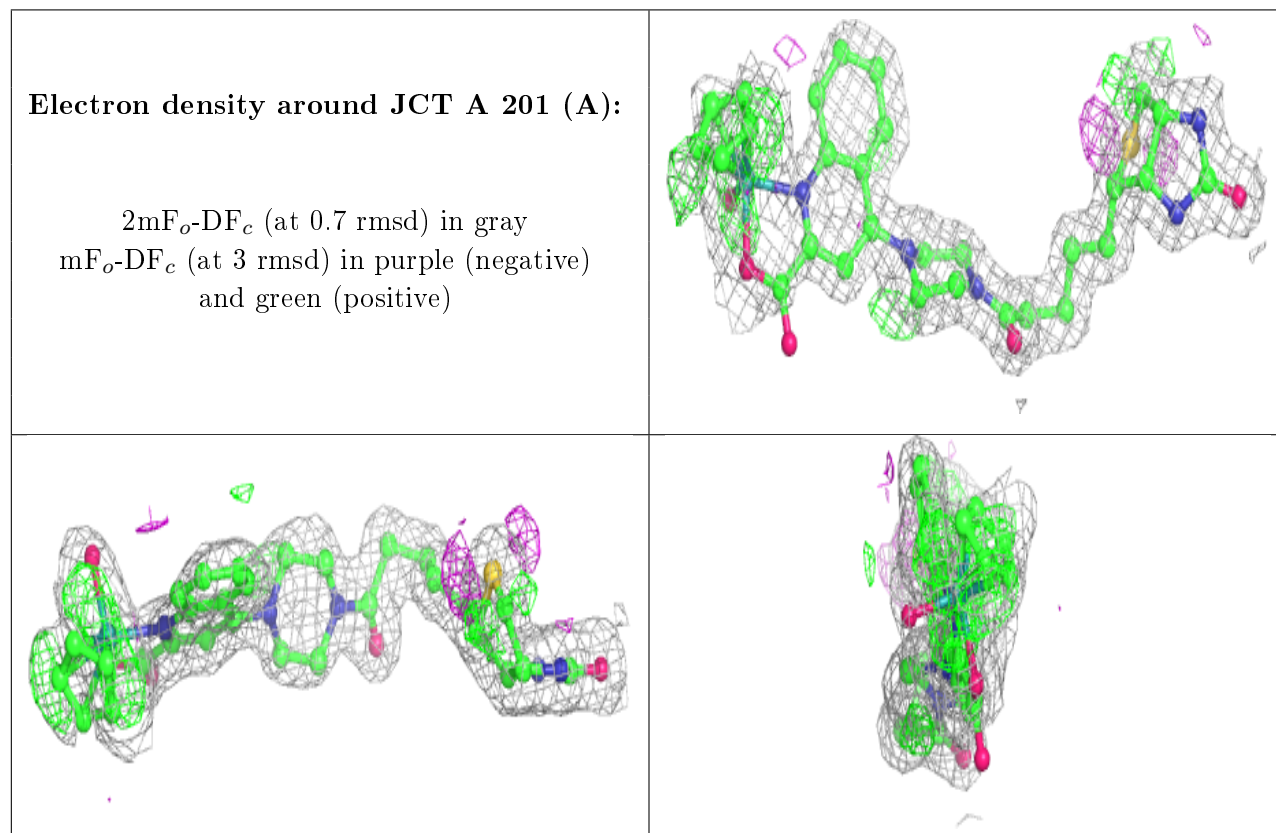 Electron density around JCT A 201 (A):
2mFₒ-DF𝒸 (at 0.7 rmsd) in gray
mFₒ-DF𝒸 (at 3 rmsd) in purple (negative)
and green (positive)